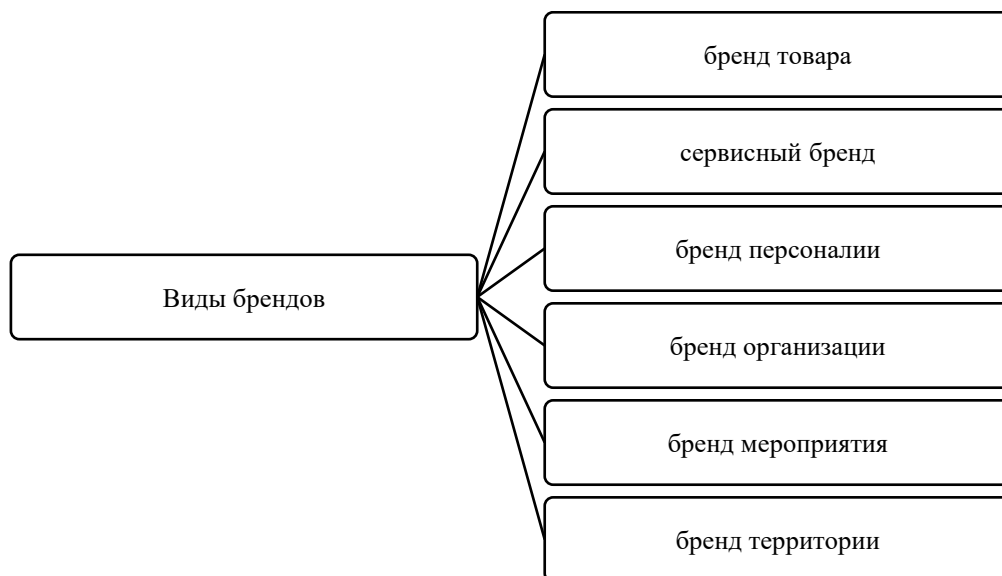 бренд товара
сервисный бренд
бренд персоналии
Виды брендов
бренд организации
бренд мероприятия
бренд территории